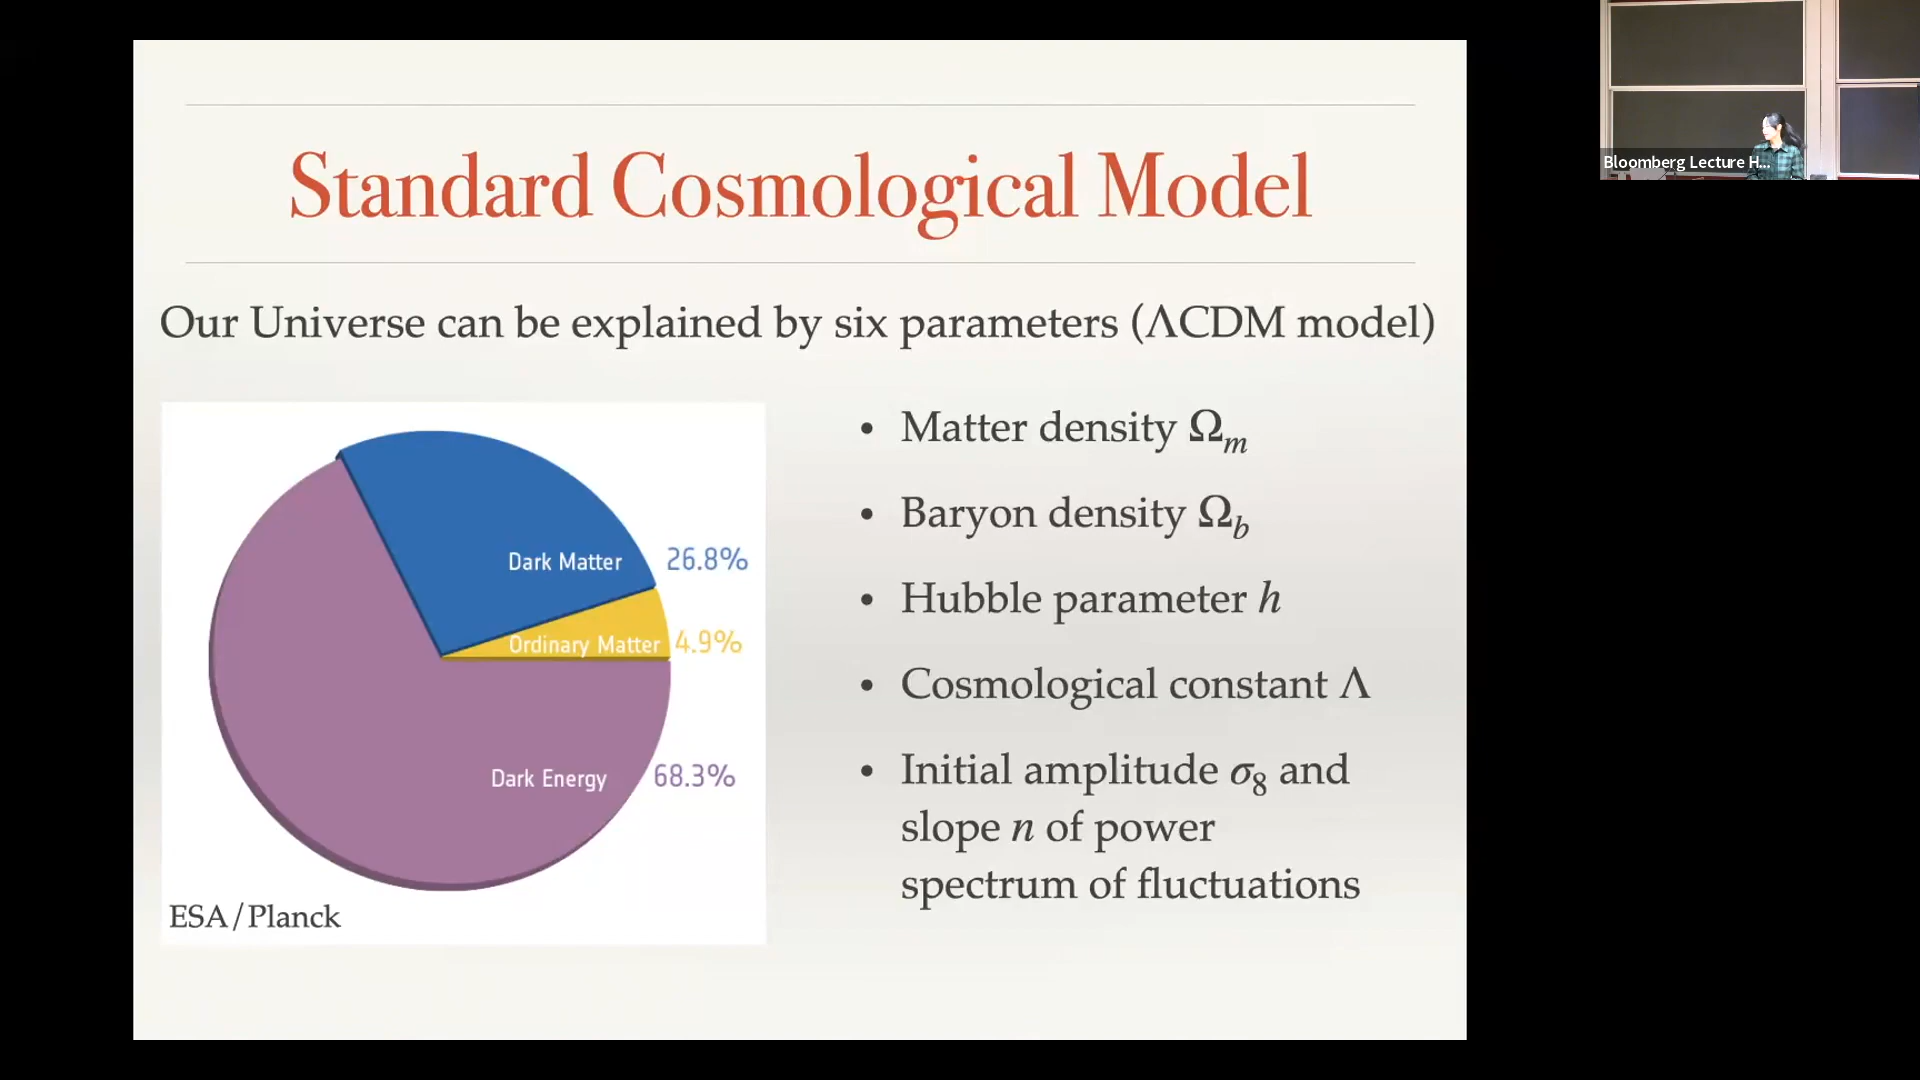 Standard Cosmological Model
Our Universe can be explained by six parameters (ΛCDM model)
Dark Matter 26.8%
Ordinary Matter 4.9%
Dark Energy 68.3%
ESA/Planck
• Matter density Ωₘ
• Baryon density Ω_b
• Hubble parameter h
• Cosmological constant Λ
• Initial amplitude σ₈ and
slope n of power
spectrum of fluctuations
Bloomberg Lecture H...